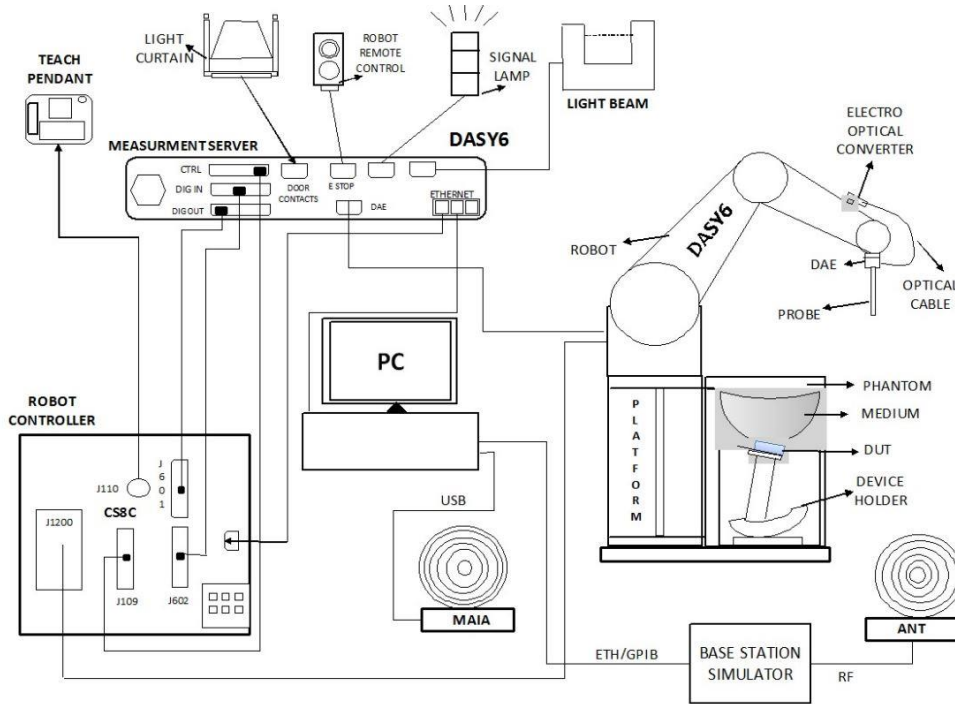 LIGHT
CURTAIN
ROBOT
REMOTE
CONTROL
SIGNAL
LAMP
LIGHT BEAM
TEACH
PENDANT
ELECTRO
OPTICAL
CONVERTER
MEASURMENT SERVER
DASY6
CTRL
DIG IN
DIGOUT
DOOR
CONTACTS
E STOP
DAE
ETHERNET
ROBOT
DASY6
DAE
OPTICAL
CABLE
PROBE
PC
ROBOT
CONTROLLER
PLATFORM
PHANTOM
MEDIUM
DUT
DEVICE
HOLDER
J110
J601
CS8C
J1200
J109
J602
USB
MAIA
ANT
ETH/GPIB
BASE STATION
SIMULATOR
RF